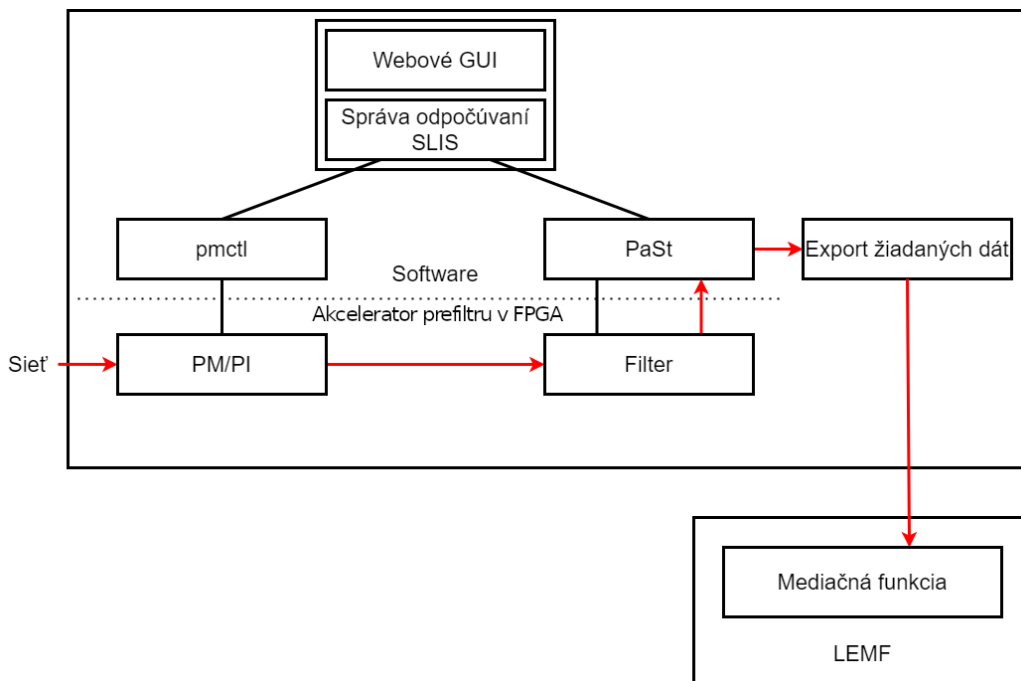 Webové GUI
Správa odpočúvaní
SLIS
pmctl
PaSt
Export žiadaných dát
Software
Akcelerator prefiltru v FPGA
Sieť
PM/PI
Filter
Mediačná funkcia
LEMF